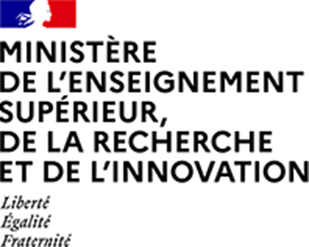 MINISTÈRE
DE L'ENSEIGNEMENT
SUPÉRIEUR,
DE LA RECHERCHE
ET DE L'INNOVATION
Liberté
Égalité
Fraternité